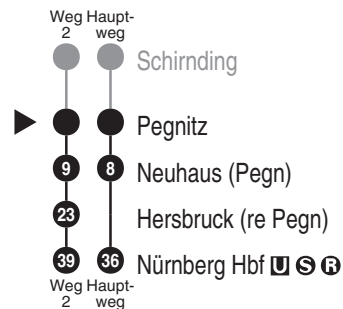 Weg Haupt-
2 weg
Schirnding
Pegnitz
9 8 Neuhaus (Pegn)
23 Hersbruck (re Pegn)
39 36 Nürnberg Hbf U S R
Weg Haupt-
2 weg